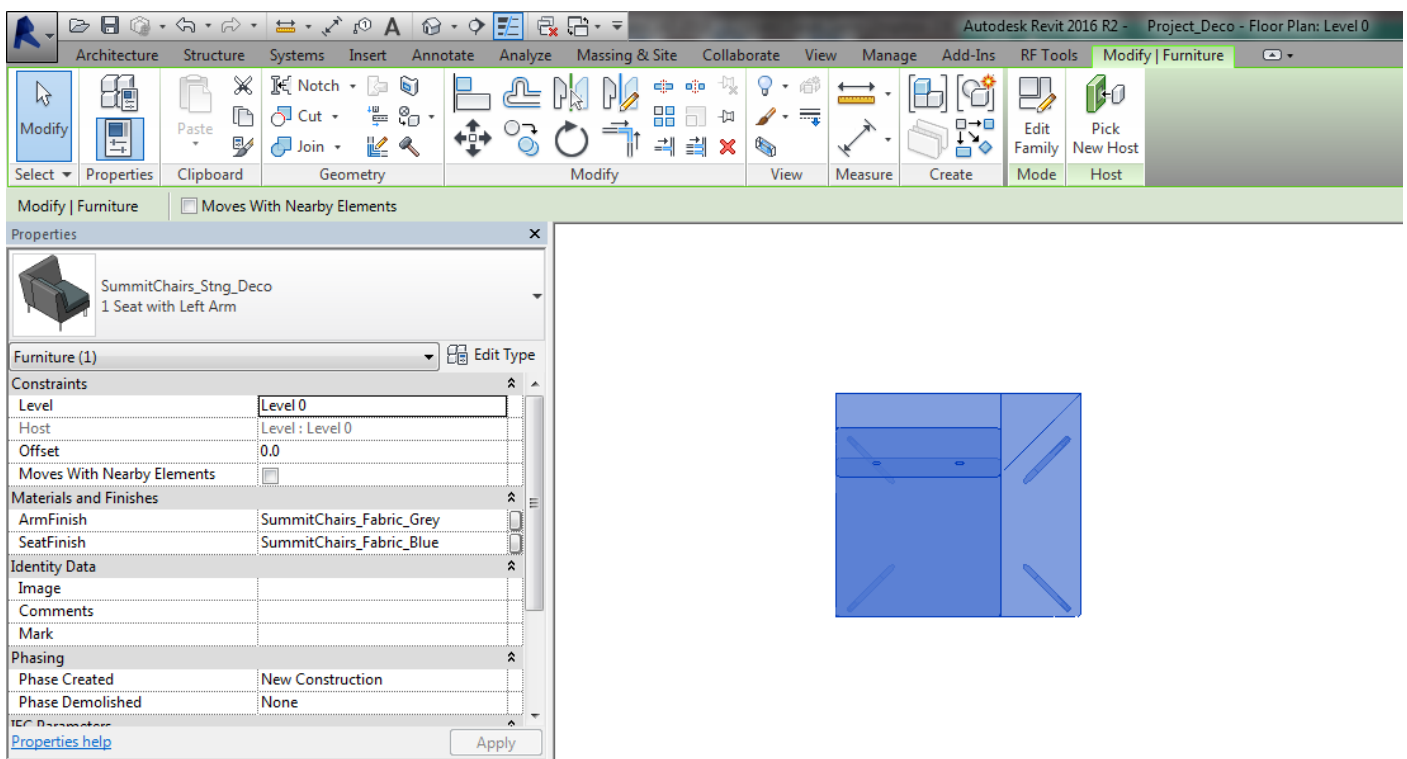 Autodesk Revit 2016 R2 - Project_Deco - Floor Plan: Level 0
Architecture Structure Systems Insert Annotate Analyze Massing & Site Collaborate View Manage Add-Ins RF Tools Modify | Furniture
Modify Paste Notch Cut Join Edit Family Pick New Host
Select Properties Clipboard Geometry Modify View Measure Create Mode Host
Modify | Furniture Moves With Nearby Elements
Properties
SummitChairs_Stng_Deco
1 Seat with Left Arm
Furniture (1) Edit Type
Constraints
Level Level 0
Host Level : Level 0
Offset 0.0
Moves With Nearby Elements
Materials and Finishes
ArmFinish SummitChairs_Fabric_Grey
SeatFinish SummitChairs_Fabric_Blue
Identity Data
Image
Comments
Mark
Phasing
Phase Created New Construction
Phase Demolished None
IFC Parameters
Properties help Apply